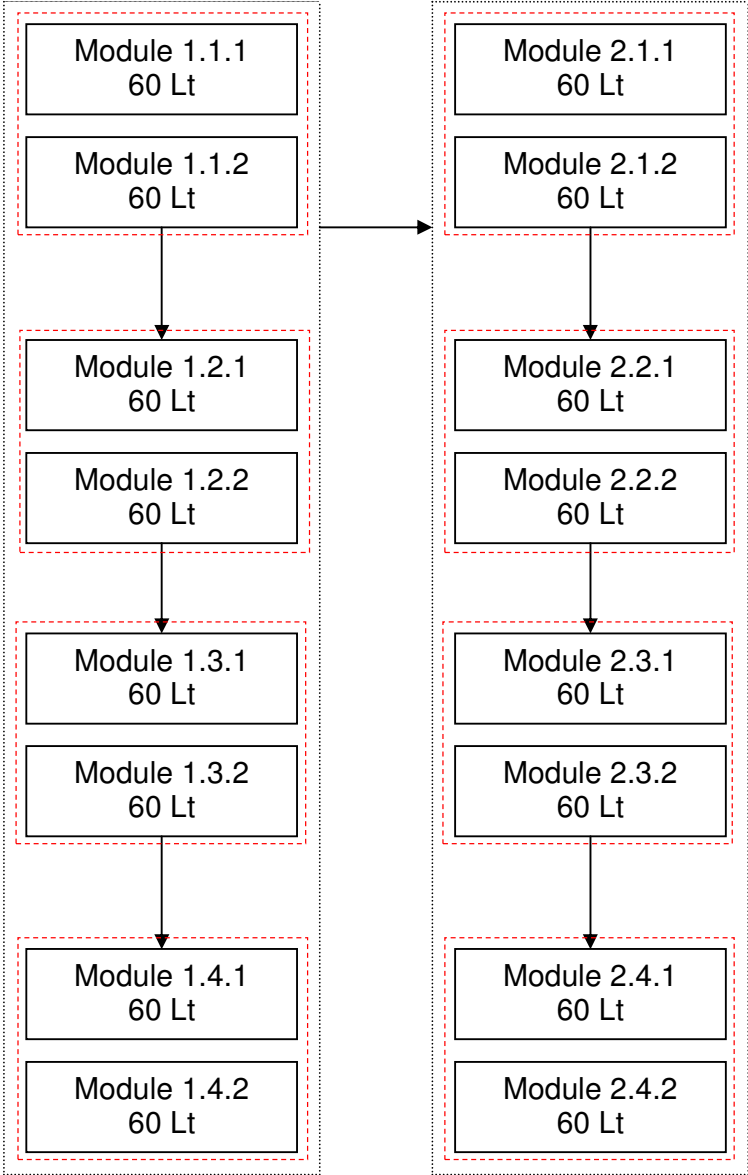 Module 1.1.1
60 Lt
Module 1.1.2
60 Lt
Module 1.2.1
60 Lt
Module 1.2.2
60 Lt
Module 1.3.1
60 Lt
Module 1.3.2
60 Lt
Module 1.4.1
60 Lt
Module 1.4.2
60 Lt
Module 2.1.1
60 Lt
Module 2.1.2
60 Lt
Module 2.2.1
60 Lt
Module 2.2.2
60 Lt
Module 2.3.1
60 Lt
Module 2.3.2
60 Lt
Module 2.4.1
60 Lt
Module 2.4.2
60 Lt